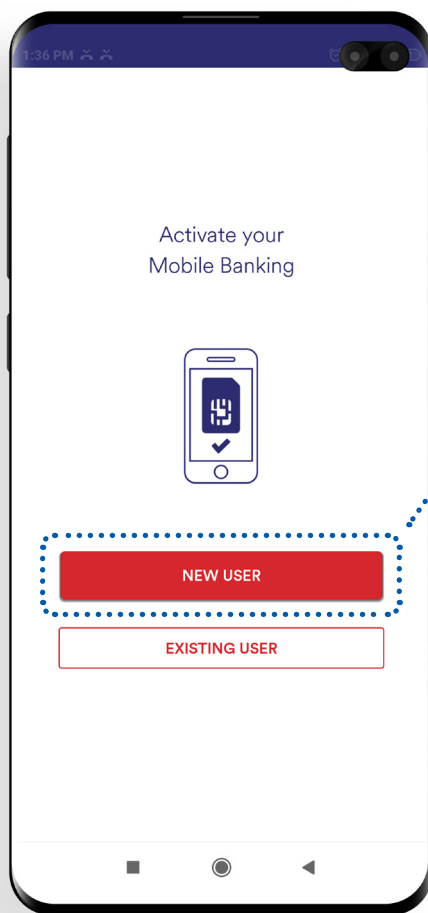 1:36 PM
Activate your
Mobile Banking
NEW USER
EXISTING USER